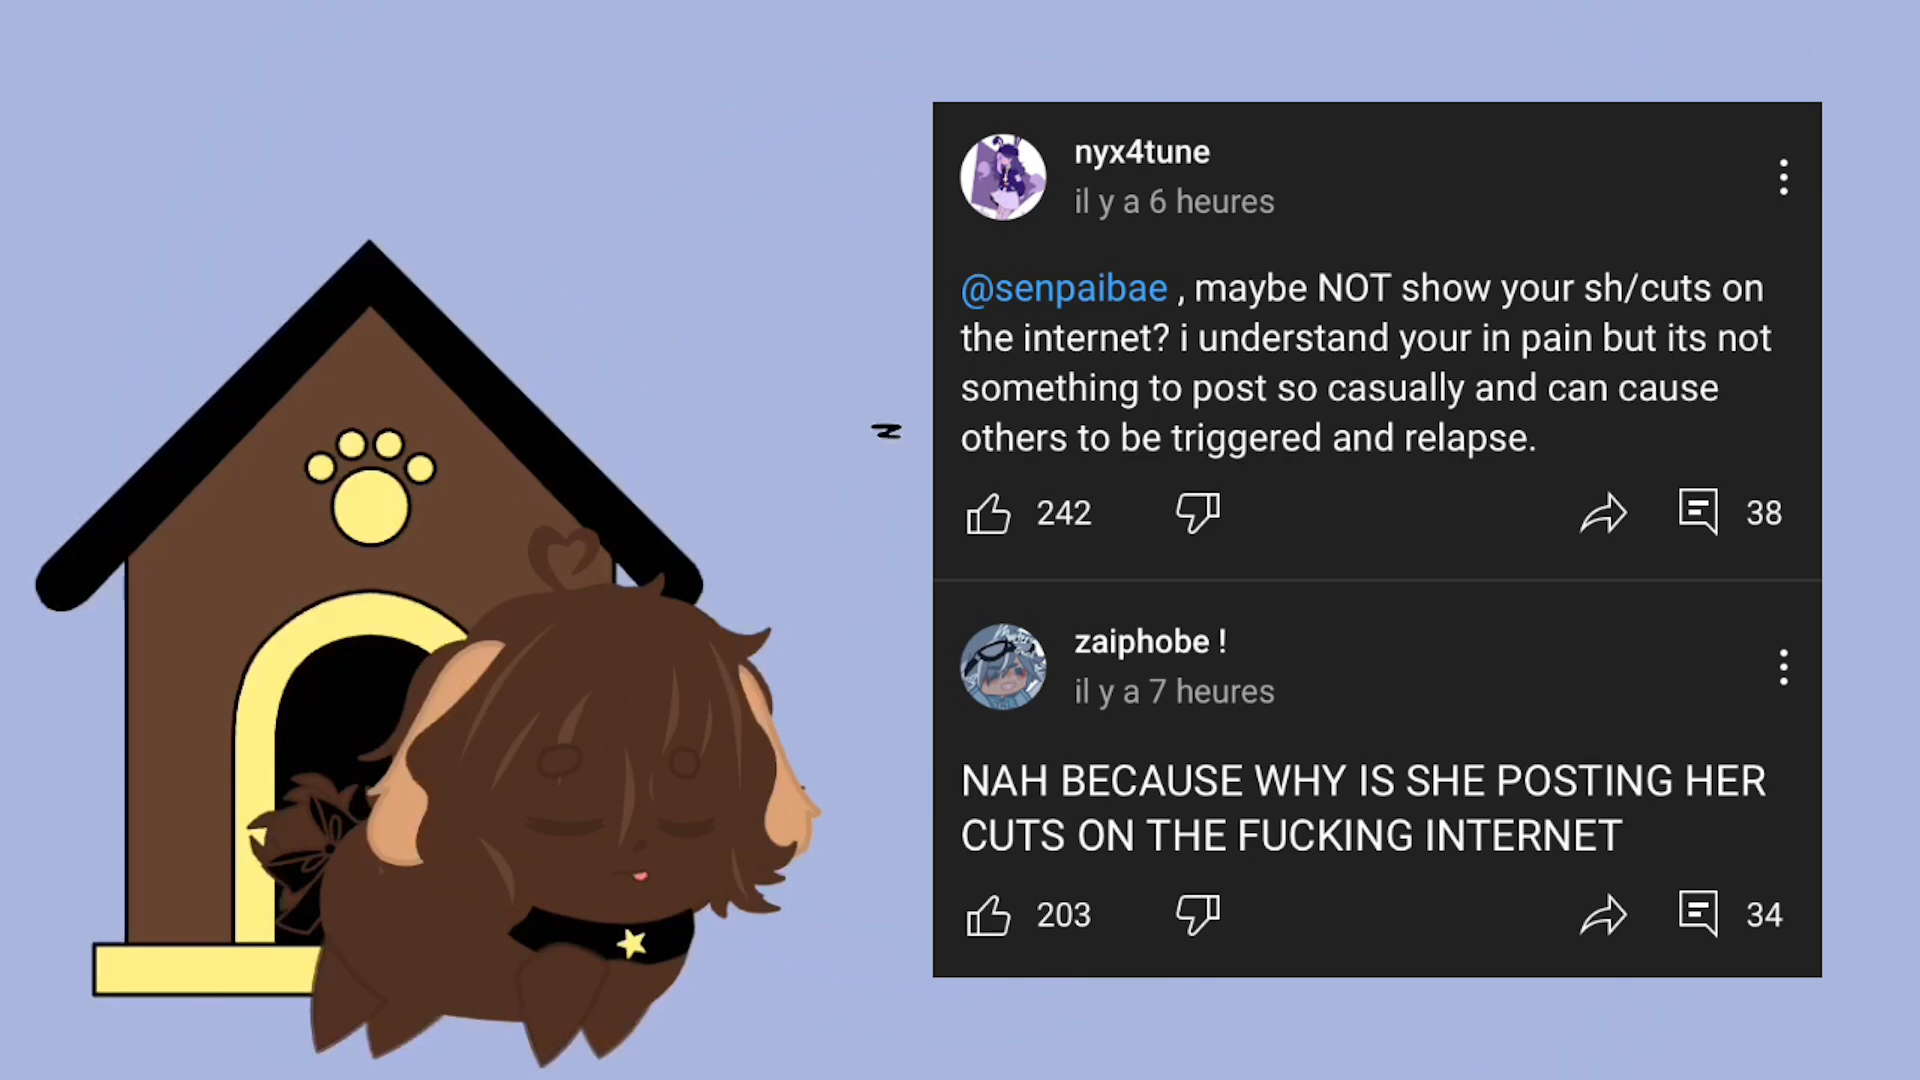 nyx4tune
il y a 6 heures
@senpaibae , maybe NOT show your sh/cuts on
the internet? i understand your in pain but its not
something to post so casually and can cause
others to be triggered and relapse.
242
38
zaiphobe !
il y a 7 heures
NAH BECAUSE WHY IS SHE POSTING HER
CUTS ON THE FUCKING INTERNET
203
34